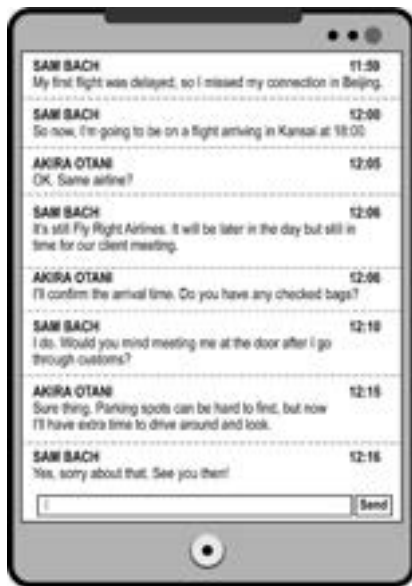 SAM BACH 11:59
My first flight was delayed, so I missed my connection in Beijing.
SAM BACH 12:00
So now, I'm going to be on a flight arriving in Kansai at 18:00.
AKIRA OTANI 12:05
OK. Same airline?
SAM BACH 12:06
It's still Fly Right Airlines. It will be later in the day but still in
time for our client meeting.
AKIRA OTANI 12:08
I'll confirm the arrival time. Do you have any checked bags?
SAM BACH 12:10
I do. Would you mind meeting me at the door after I go
through customs?
AKIRA OTANI 12:15
Sure thing. Parking spots can be hard to find, but now
I'll have extra time to drive around and look.
SAM BACH 12:16
Yes, sorry about that. See you then!
Send